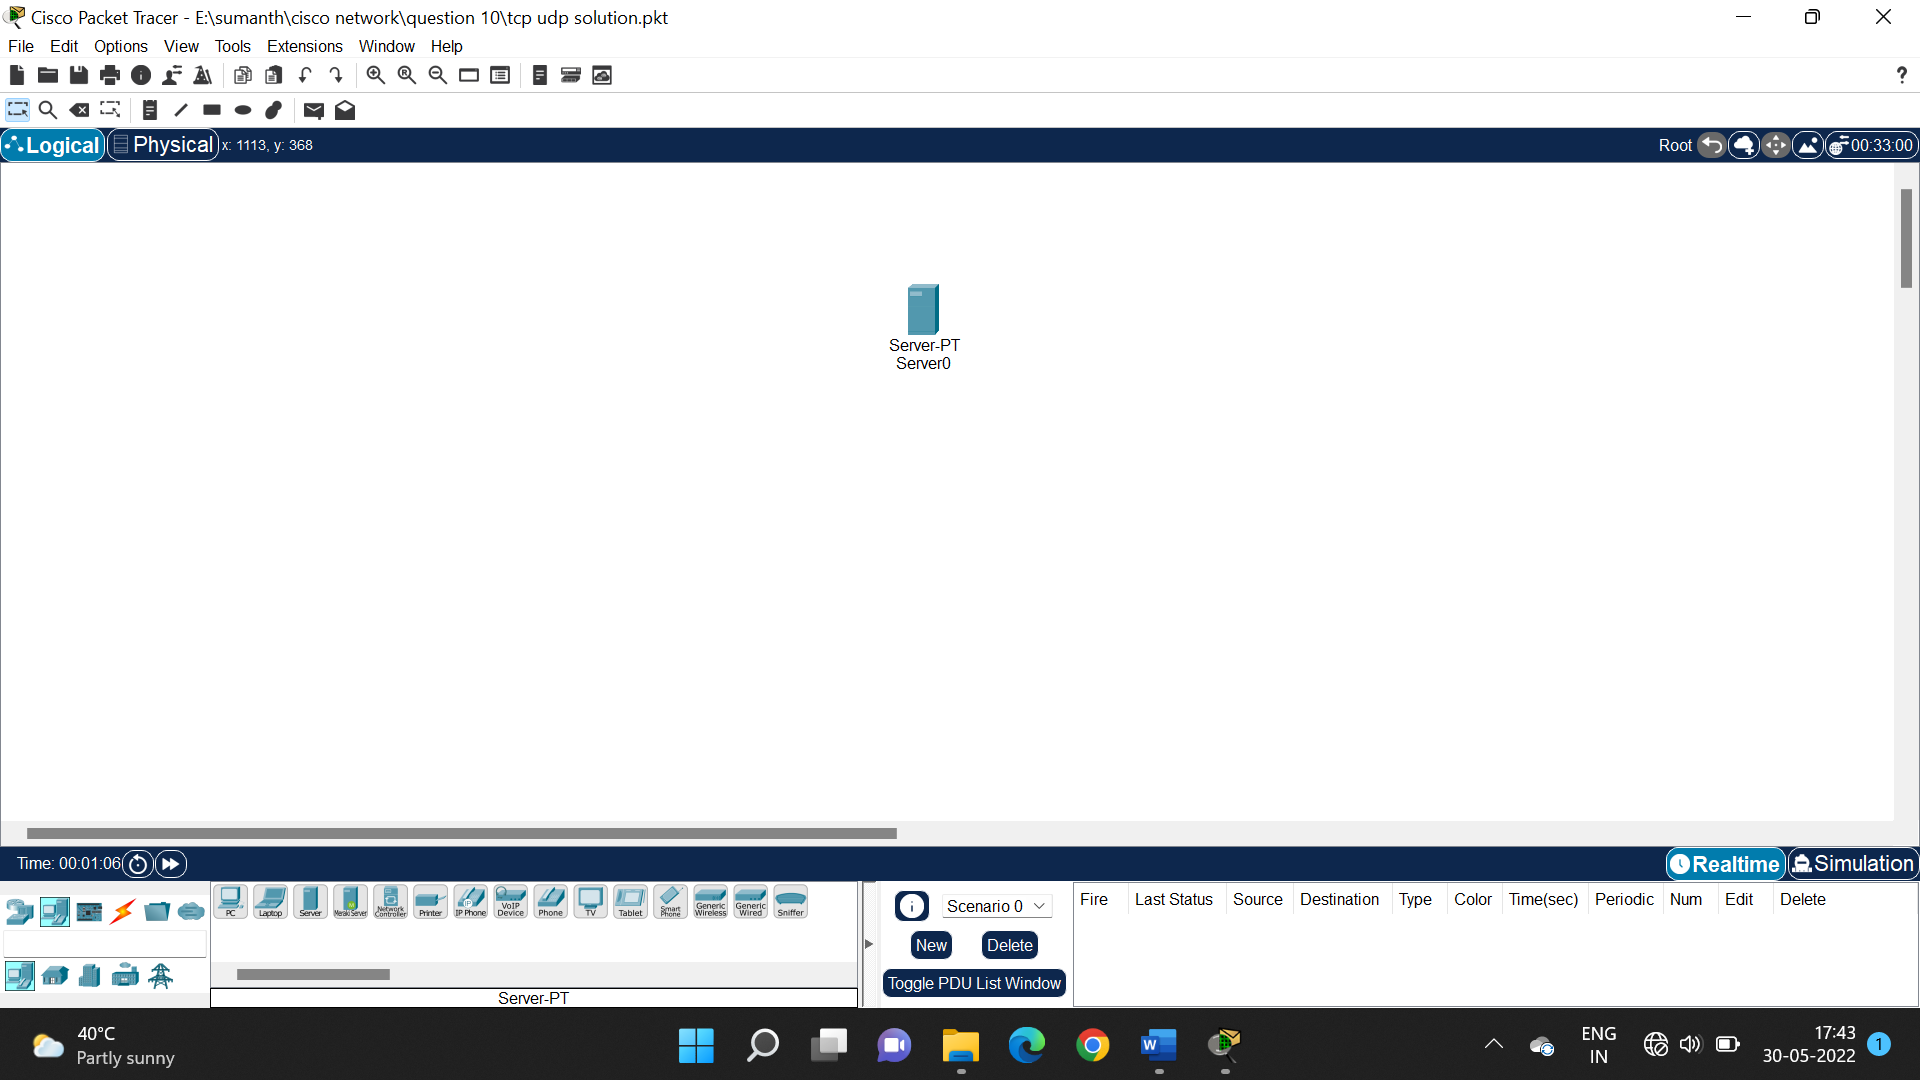 Cisco Packet Tracer - E:\sumanth\cisco network\question 10\tcp udp solution.pkt
File Edit Options View Tools Extensions Window Help
?
Logical Physical x: 1113, y: 368 Root 00:33:00
Server-PT
Server0
Time: 00:01:06 Realtime Simulation
PC Laptop Server Meraki Server Network Controller Printer IP Phone VoIP Device Phone TV Tablet Smart Phone Generic Wireless Generic Wired Sniffer
Server-PT
Scenario 0
New Delete
Toggle PDU List Window
Fire Last Status Source Destination Type Color Time(sec) Periodic Num Edit Delete
40°C
Partly sunny
ENG
IN
17:43
30-05-2022
1